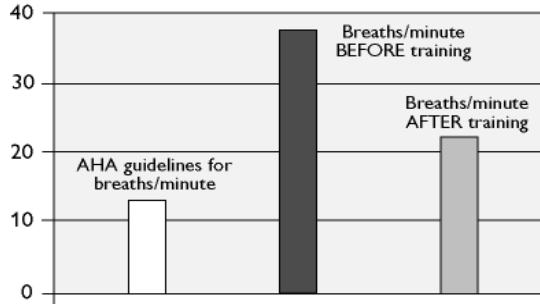 40
Breaths/minute
BEFORE training
30
Breaths/minute
AFTER training
20
AHA guidelines for
breaths/minute
10
0